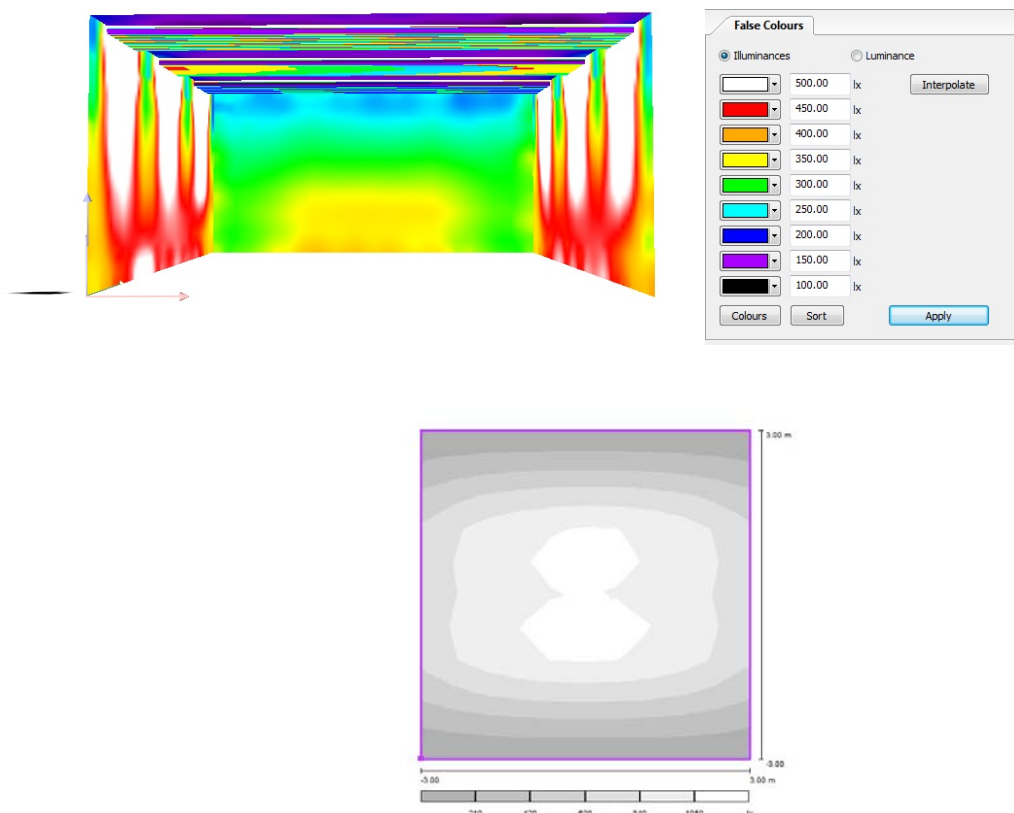 False Colours
Illuminances Luminance
500.00 lx Interpolate
450.00 lx
400.00 lx
350.00 lx
300.00 lx
250.00 lx
200.00 lx
150.00 lx
100.00 lx
Colours Sort Apply
3.00 m
-3.00
-3.00 3.00 m